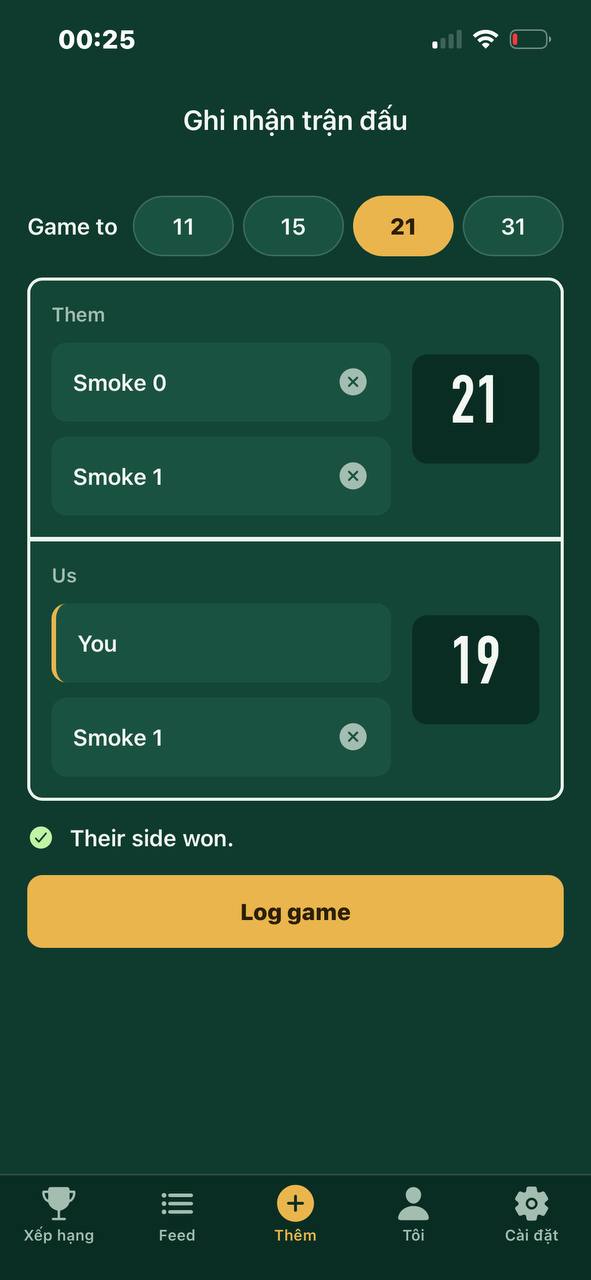 00:25
Ghi nhận trận đấu
Game to 11 15 21 31
Them
Smoke 0
21
Smoke 1
Us
You
19
Smoke 1
Their side won.
Log game
Xếp hạng Feed Thêm Tôi Cài đặt